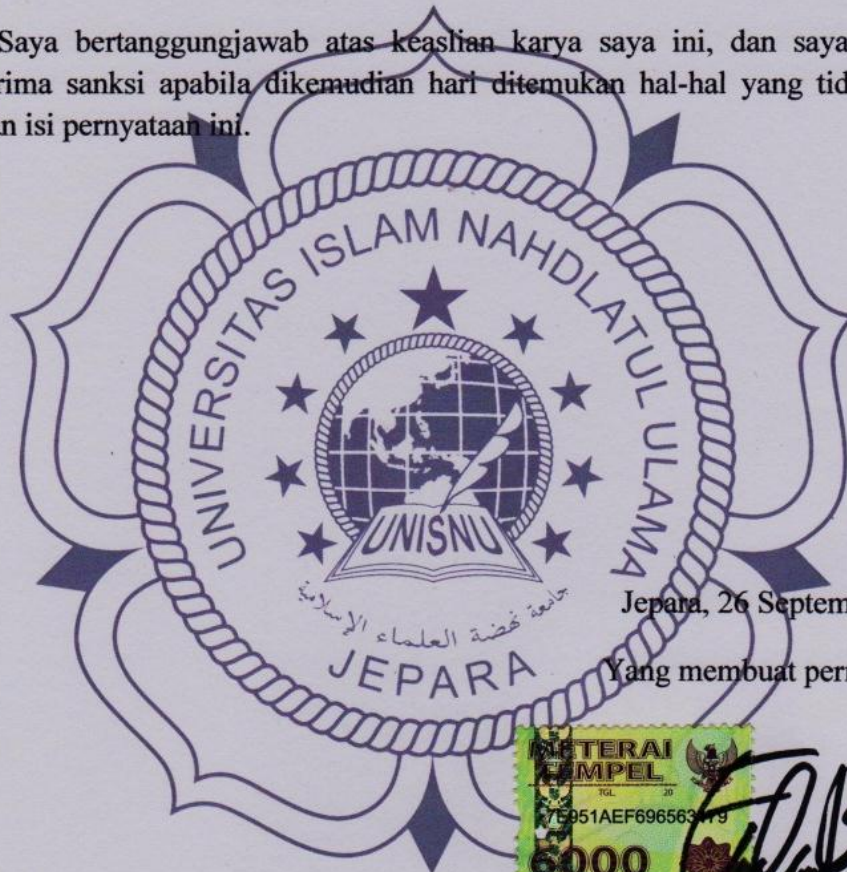 Saya bertanggungjawab atas keaslian karya saya ini, dan saya
rima sanksi apabila dikemudian hari ditemukan hal-hal yang tid
n isi pernyataan ini.
UNIVERSITAS ISLAM NAHDLATUL ULAMA
UNISNU
جامعة نهضة العلماء الإسلامية
JEPARA
Jepara, 26 Septem
Yang membuat per
METERAI
TEMPEL
TGL. 20
6000